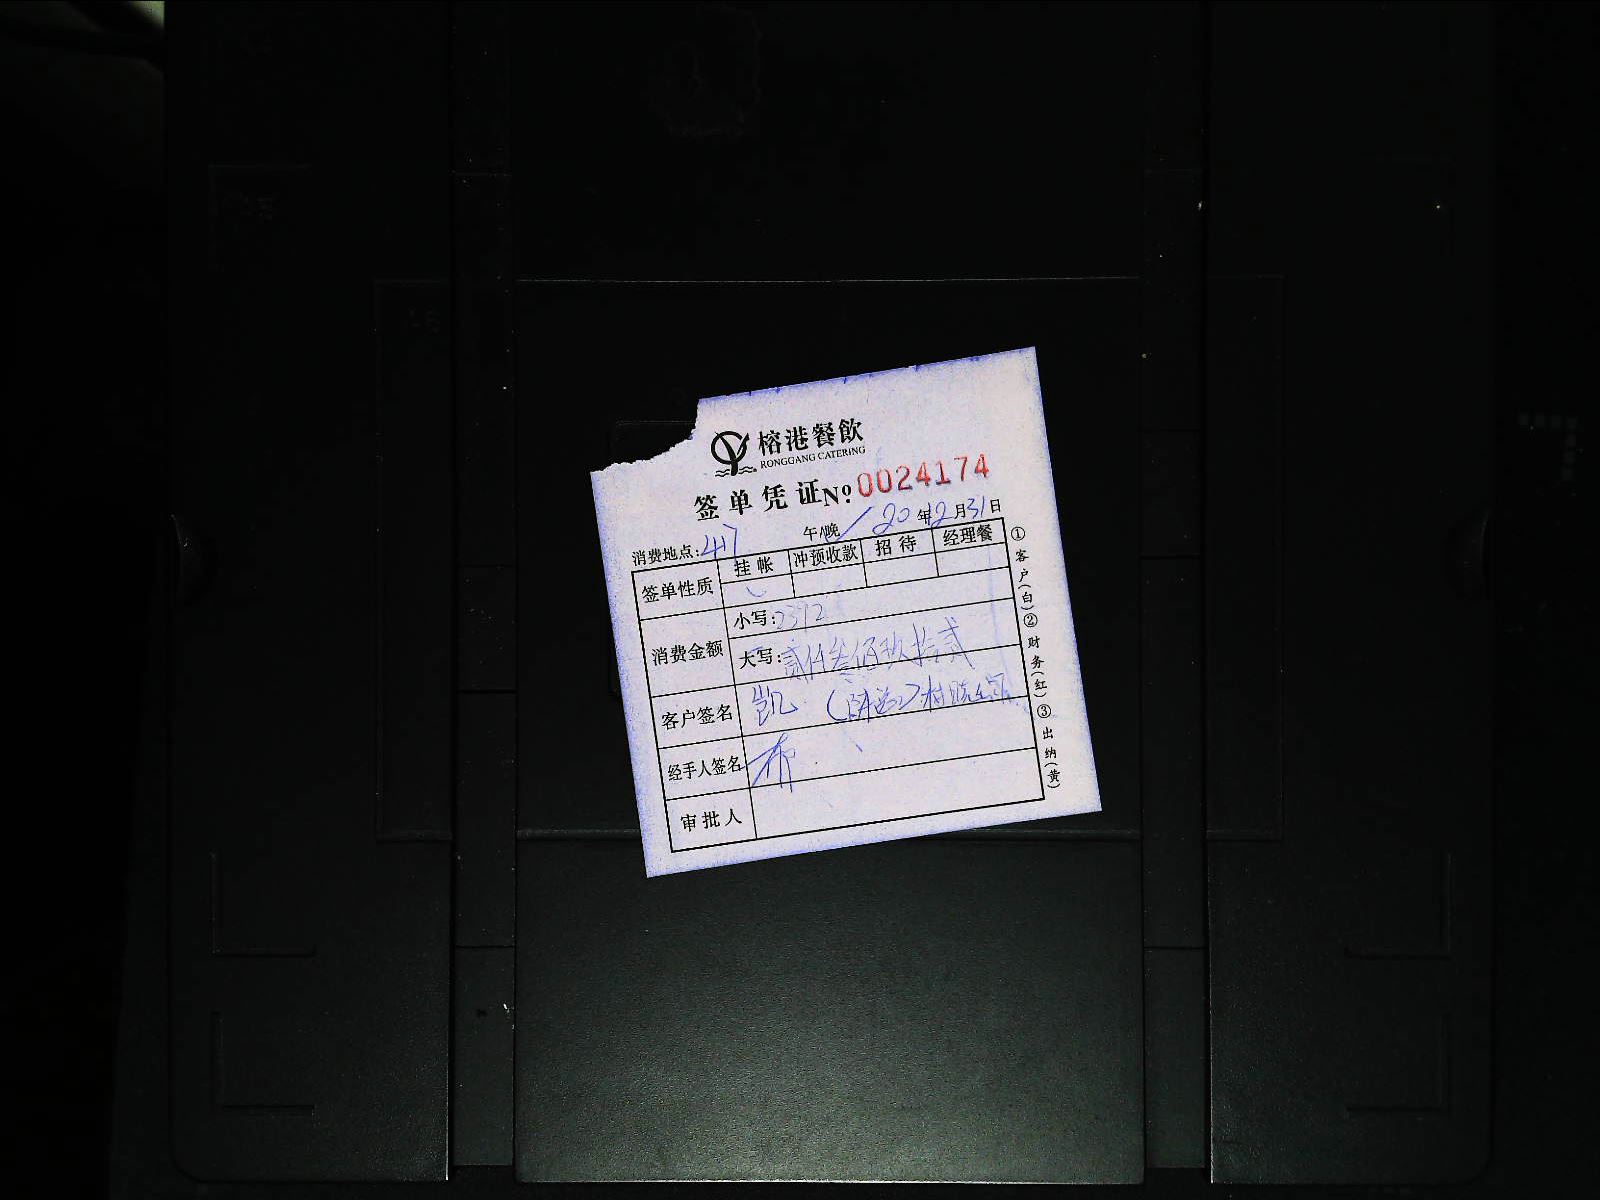 榕港餐飲
RONGGANG CATERING
签单凭证No 0024174
消费地点:417 午/晚✓ 20年12月31日
签单性质 挂帐 冲预收款 招待 经理餐
消费金额 小写:2392
大写:贰仟叁佰玖拾贰
客户签名 凯
经手人签名
审批人
①客户(白)②财务(红)③出纳(黄)